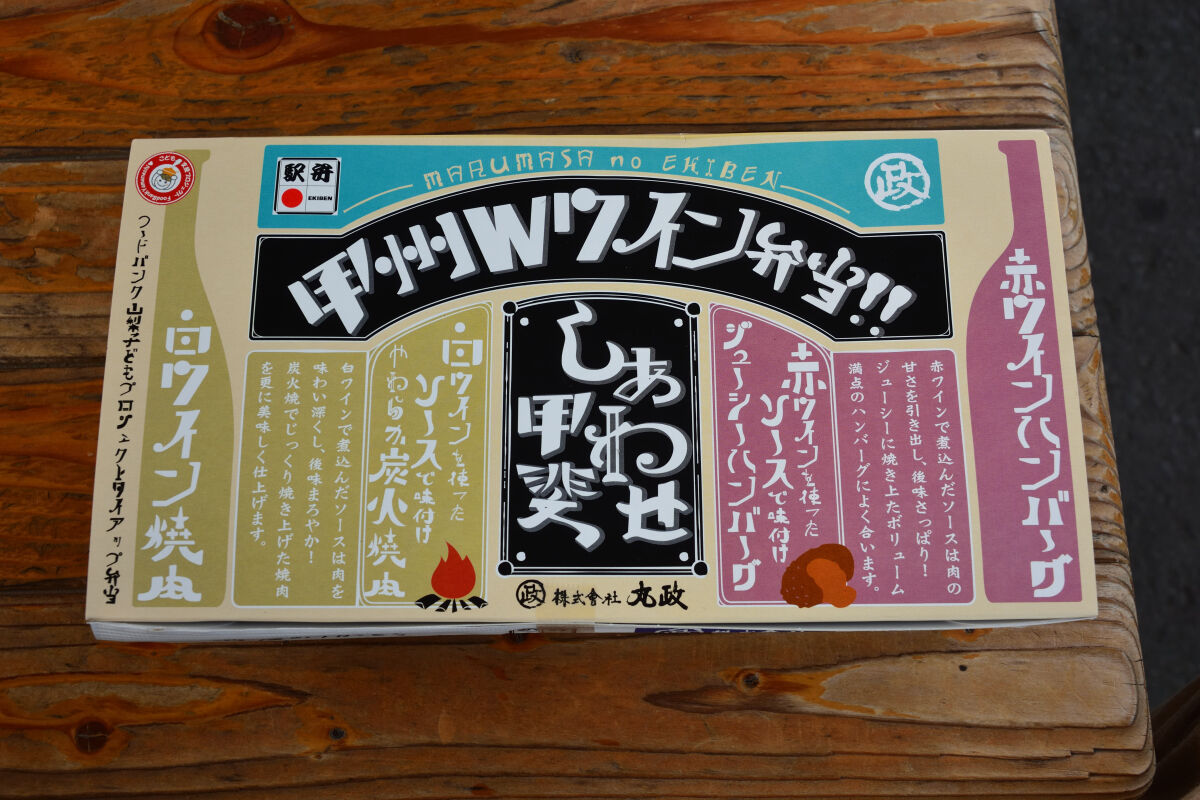 MARUMASA no EKIBEN
駅弁
EKIBEN
政
甲州Wワイン弁当!!
しあわせ
甲斐
赤ワインハンバーグ
赤ワインで煮込んだソースは肉の
甘さを引き出し、後味さっぱり!
ジューシーに焼き上たボリューム
満点のハンバーグによく合います。
赤ワインを使った
ソースで味付け
ジューシーハンバーグ
白ワインを使った
ソースで味付け
やわらか炭火焼肉
白ワインで煮込んだソースは肉を
味わい深くし、後味まろやか!
炭火焼でじっくり焼き上げた焼肉
を更に美味しく仕上げます。
白ワイン焼肉
フードバンク山梨子どもプロジェクトタイアップ弁当
政 株式會社 丸政